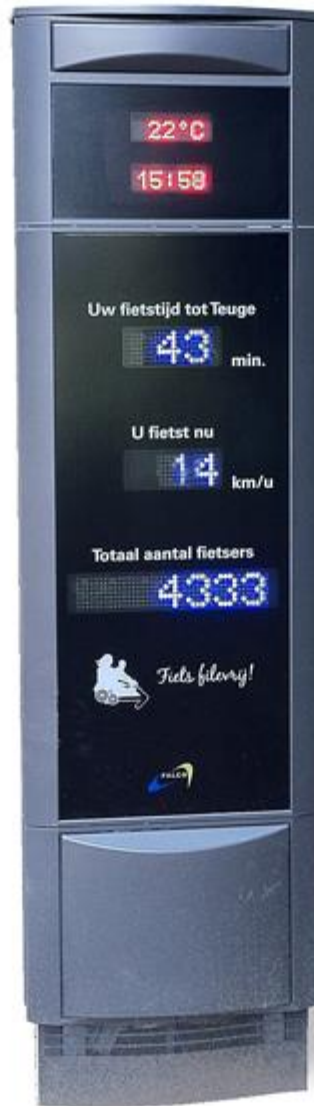 22°C
15:58
Uw fietstijd tot Teuge
43 min.
U fietst nu
14 km/u
Totaal aantal fietsers
4333
Fiets filevrij!
FALCO